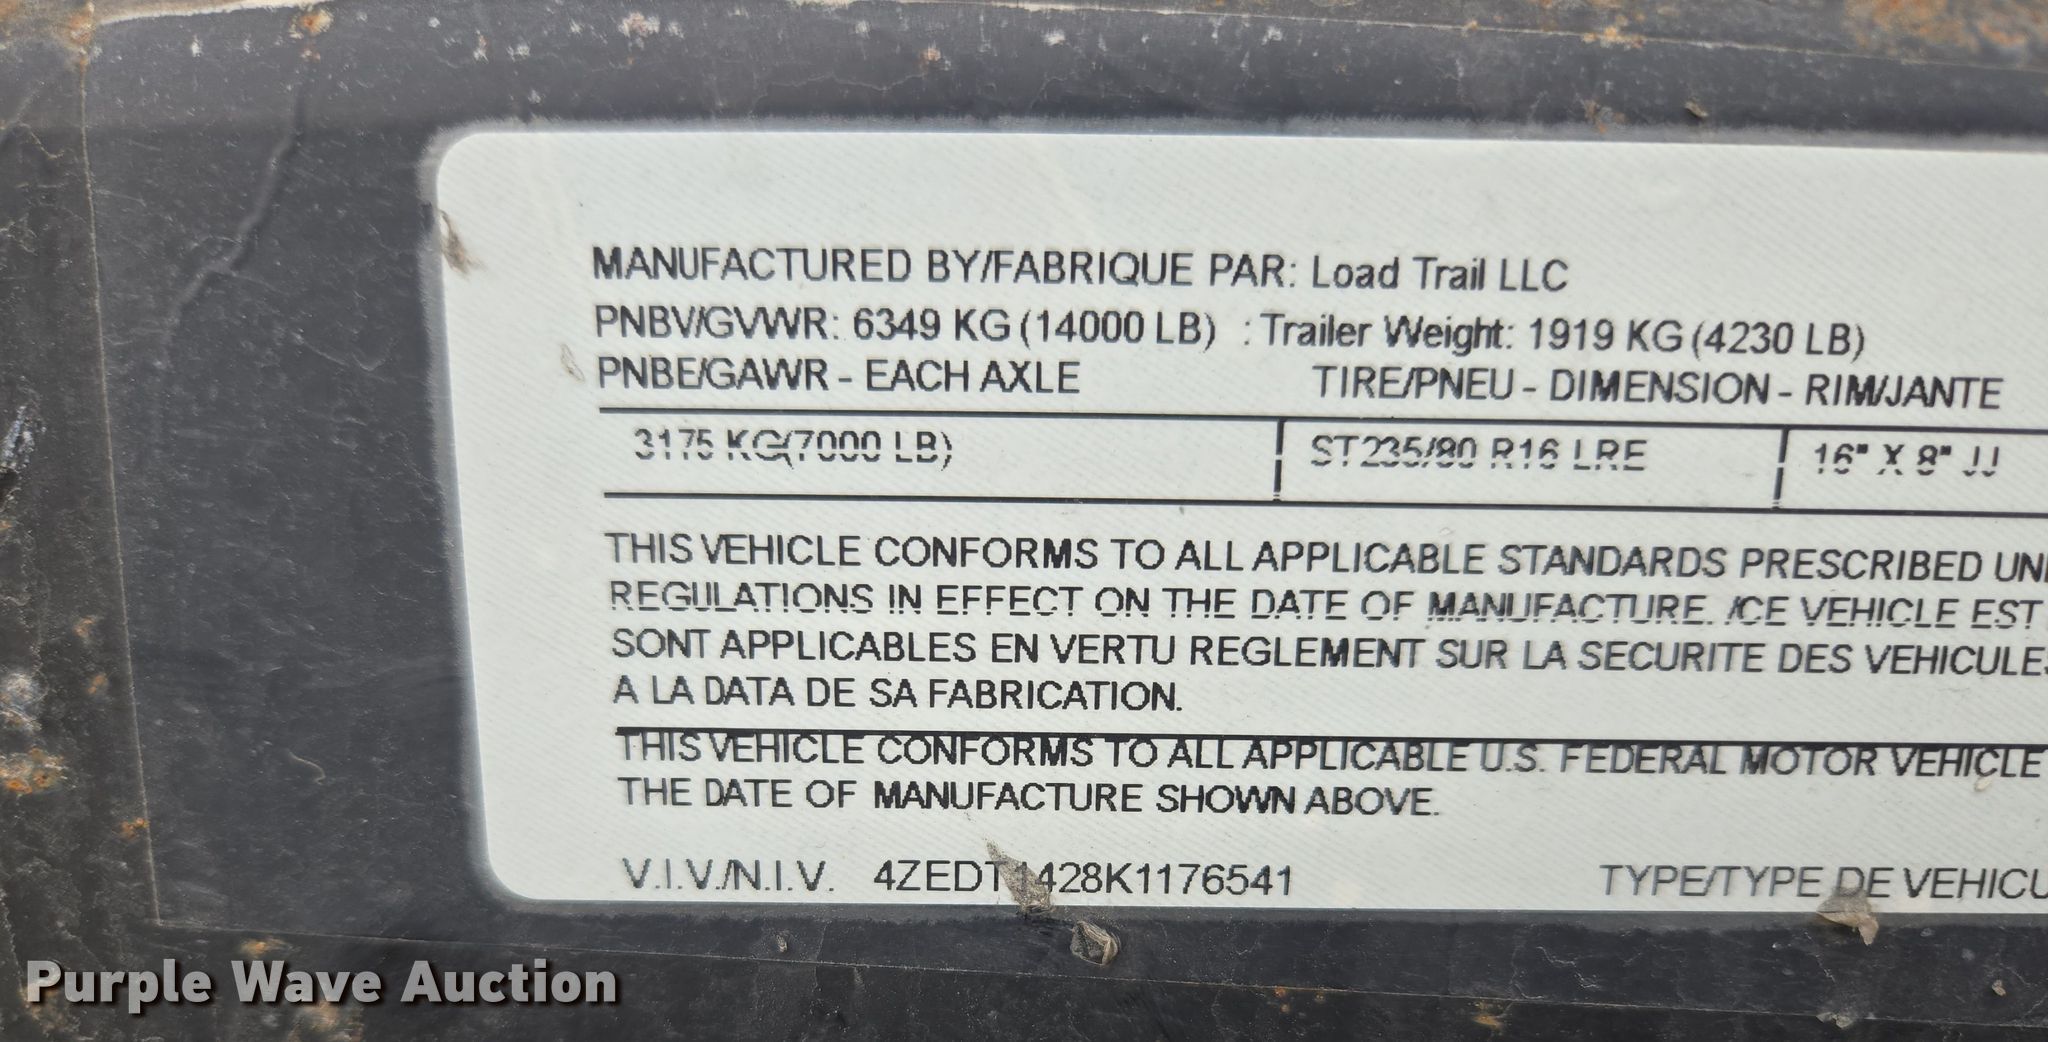 MANUFACTURED BY/FABRIQUE PAR: Load Trail LLC
PNBV/GVWR: 6349 KG (14000 LB) : Trailer Weight: 1919 KG (4230 LB)
PNBE/GAWR - EACH AXLE TIRE/PNEU - DIMENSION - RIM/JANTE
3175 KG(7000 LB) ST235/80 R16 LRE 16" X 8" JJ
THIS VEHICLE CONFORMS TO ALL APPLICABLE STANDARDS PRESCRIBED UN
REGULATIONS IN EFFECT ON THE DATE OF MANUFACTURE. /CE VEHICLE EST
SONT APPLICABLES EN VERTU REGLEMENT SUR LA SECURITE DES VEHICULES
A LA DATA DE SA FABRICATION.
THIS VEHICLE CONFORMS TO ALL APPLICABLE U.S. FEDERAL MOTOR VEHICLE
THE DATE OF MANUFACTURE SHOWN ABOVE.
V.I.V./N.I.V. 4ZEDT1428K1176541 TYPE/TYPE DE VEHICU
Purple Wave Auction